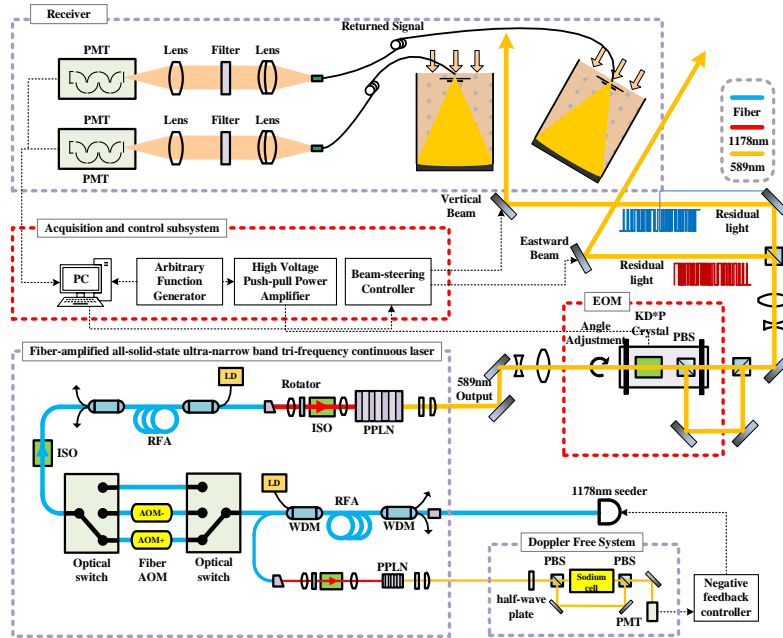 Receiver
Returned Signal
PMT
Lens
Filter
Lens
PMT
Lens
Filter
Lens
Fiber
1178nm
589nm
Vertical
Beam
Eastward
Beam
Residual
light
Residual
light
Acquisition and control subsystem
PC
Arbitrary
Function
Generator
High Voltage
Push-pull Power
Amplifier
Beam-steering
Controller
EOM
KD*P
Crystal
Angle
Adjustment
PBS
Fiber-amplified all-solid-state ultra-narrow band tri-frequency continuous laser
LD
RFA
Rotator
ISO
PPLN
589nm
Output
ISO
AOM-
AOM+
Optical
switch
Fiber
AOM
Optical
switch
LD
WDM
RFA
WDM
1178nm seeder
PPLN
Doppler Free System
half-wave
plate
PBS
Sodium
cell
PBS
PMT
Negative
feedback
controller